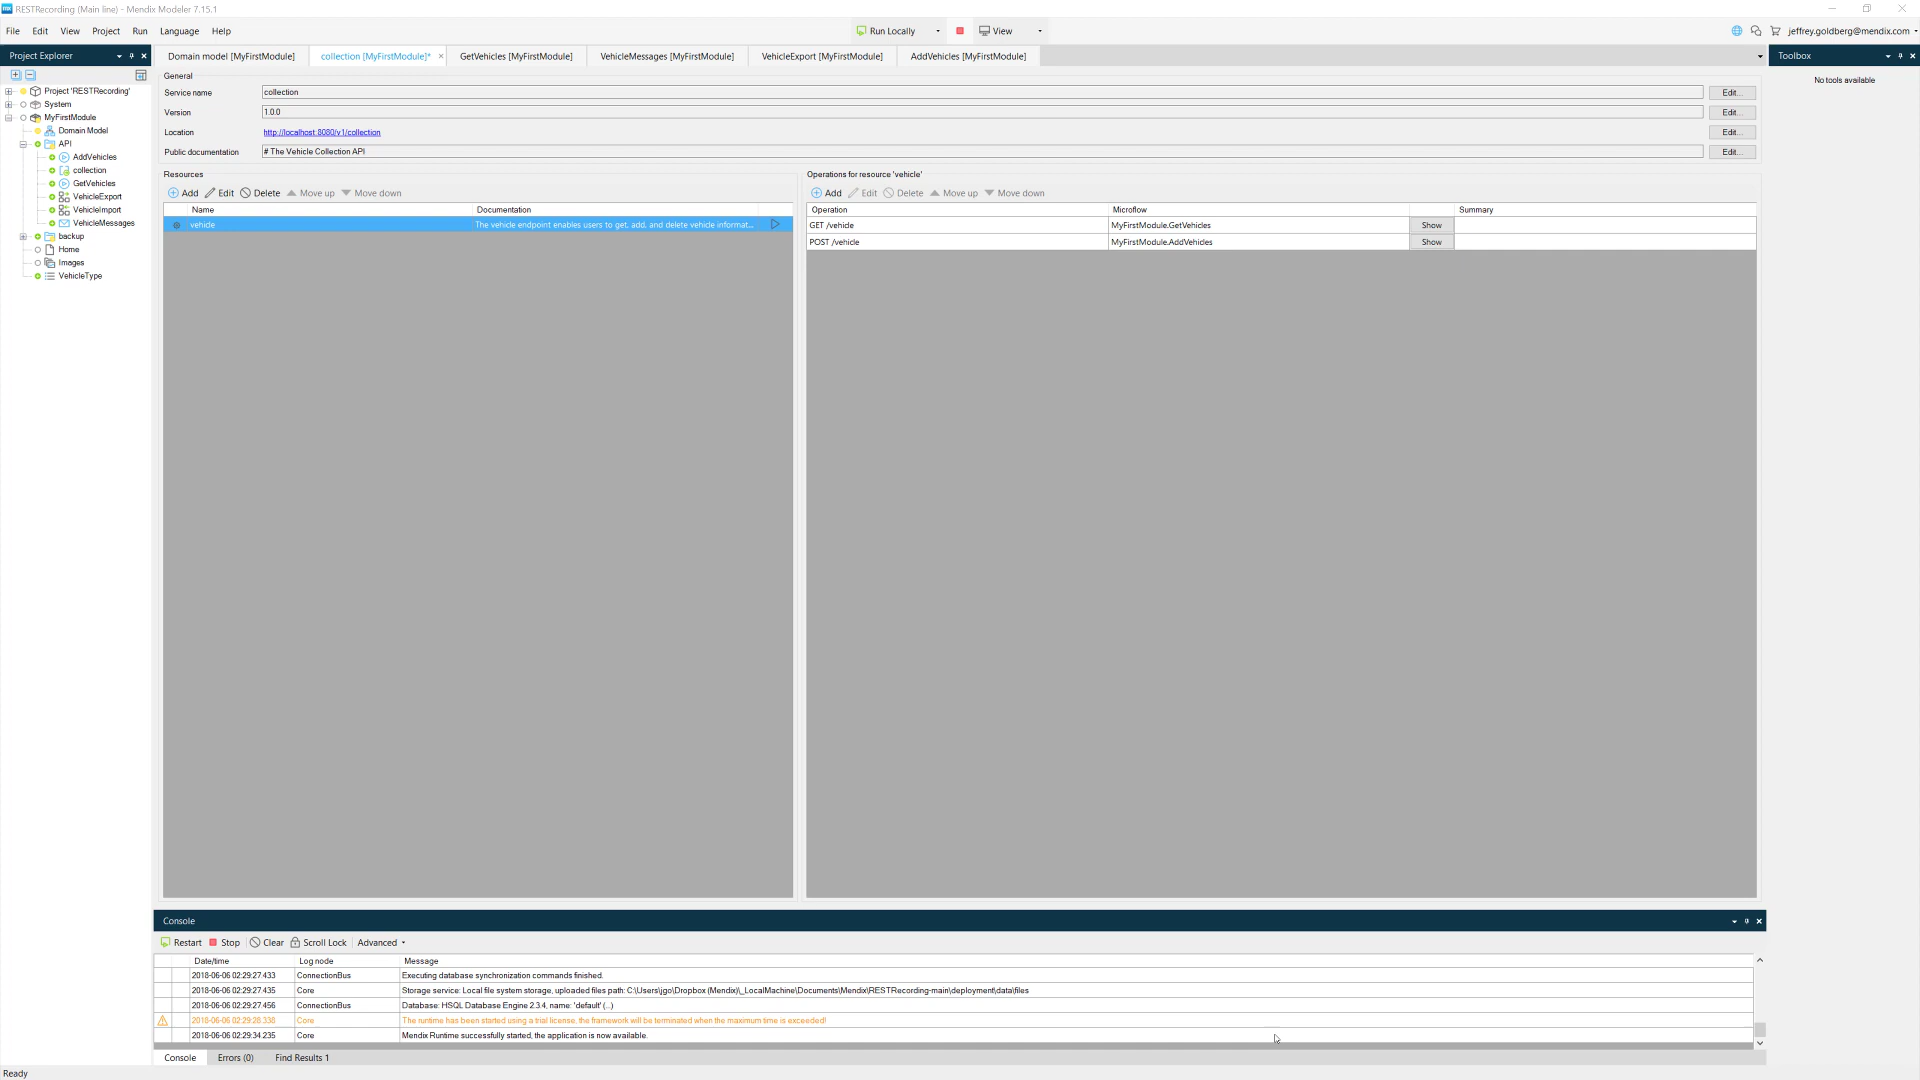 RESTRecording (Main line) - Mendix Modeler 7.15.1
File Edit View Project Run Language Help
Run Locally
View
jeffrey.goldberg@mendix.com
Project Explorer
Domain model [MyFirstModule]
collection [MyFirstModule]*
GetVehicles [MyFirstModule]
VehicleMessages [MyFirstModule]
VehicleExport [MyFirstModule]
AddVehicles [MyFirstModule]
Toolbox
No tools available
Project 'RESTRecording'
System
MyFirstModule
Domain Model
API
AddVehicles
collection
GetVehicles
VehicleExport
VehicleImport
VehicleMessages
backup
Home
Images
VehicleType
General
Service name collection Edit...
Version 1.0.0 Edit...
Location http://localhost:8080/v1/collection Edit...
Public documentation # The Vehicle Collection API Edit...
Resources
Add Edit Delete Move up Move down
Name Documentation
vehicle The vehicle endpoint enables users to get, add, and delete vehicle informat...
Operations for resource 'vehicle'
Add Edit Delete Move up Move down
Operation Microflow Summary
GET /vehicle MyFirstModule.GetVehicles Show
POST /vehicle MyFirstModule.AddVehicles Show
Console
Restart Stop Clear Scroll Lock Advanced
Date/time Log node Message
2018-06-06 02:29:27.433 ConnectionBus Executing database synchronization commands finished.
2018-06-06 02:29:27.435 Core Storage service: Local file system storage, uploaded files path: C:\Users\jgo\Dropbox (Mendix)\_LocalMachine\Documents\Mendix\RESTRecording-main\deployment\data\files
2018-06-06 02:29:27.456 ConnectionBus Database: HSQL Database Engine 2.3.4, name: 'default' (...)
2018-06-06 02:29:28.338 Core The runtime has been started using a trial license, the framework will be terminated when the maximum time is exceeded!
2018-06-06 02:29:34.235 Core Mendix Runtime successfully started, the application is now available.
Console Errors (0) Find Results 1
Ready